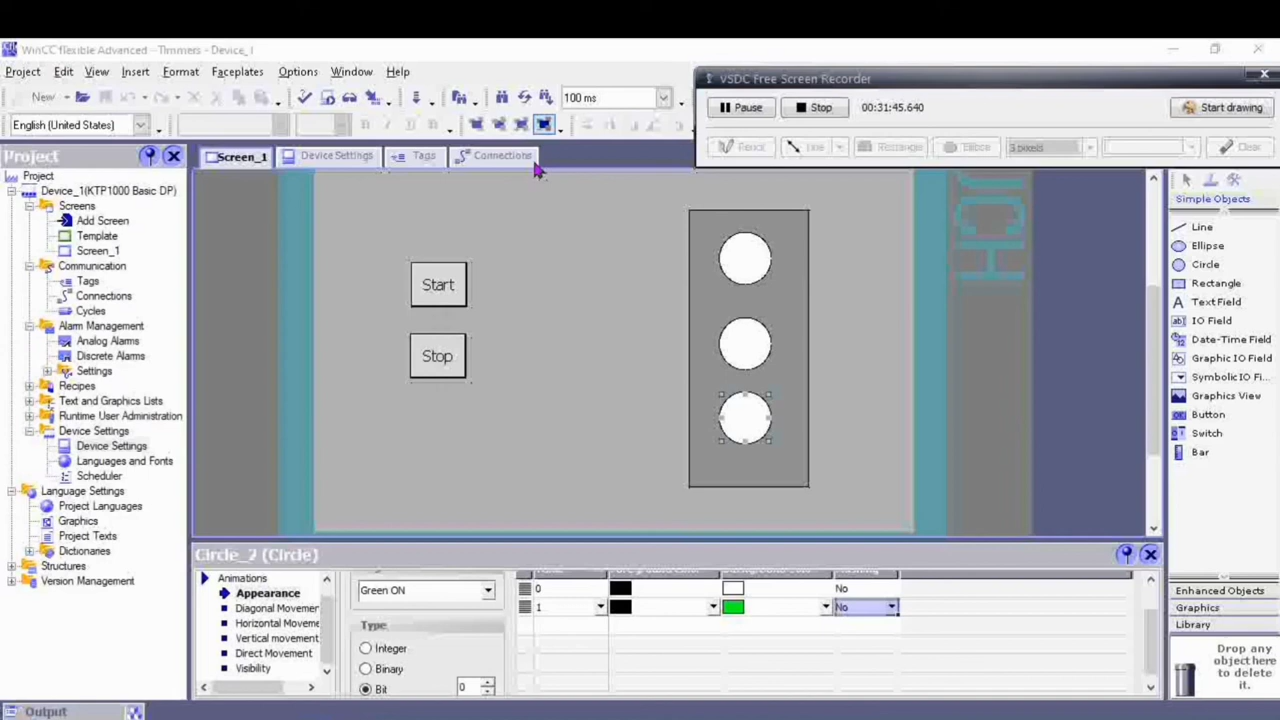 WinCC flexible Advanced - Timmers - Device_1
Project Edit View Insert Format Faceplates Options Window Help
VSDC Free Screen Recorder
New 100 ms
Pause Stop 00:31:45.640 Start drawing
English (United States)
Pencil Line Rectangle Ellipse 3 pixels Clear
Project
Screen_1 Device Settings Tags Connections
Project
Device_1(KTP1000 Basic DP)
Screens
Add Screen
Template
Screen_1
Communication
Tags
Connections
Cycles
Alarm Management
Analog Alarms
Discrete Alarms
Settings
Recipes
Text and Graphics Lists
Runtime User Administration
Device Settings
Device Settings
Languages and Fonts
Scheduler
Language Settings
Project Languages
Graphics
Project Texts
Dictionaries
Structures
Version Management
Start
Stop
Simple Objects
Line
Ellipse
Circle
Rectangle
Text Field
IO Field
Date-Time Field
Graphic IO Field
Symbolic IO Fi...
Graphics View
Button
Switch
Bar
Enhanced Objects
Graphics
Library
Drop any
object here to
delete it.
Circle_2 (Circle)
Animations
Appearance
Diagonal Movemen
Horizontal Moveme
Vertical movement
Direct Movement
Visibility
Green ON
Type
Integer
Binary
Bit 0
0 No
1 No
Output